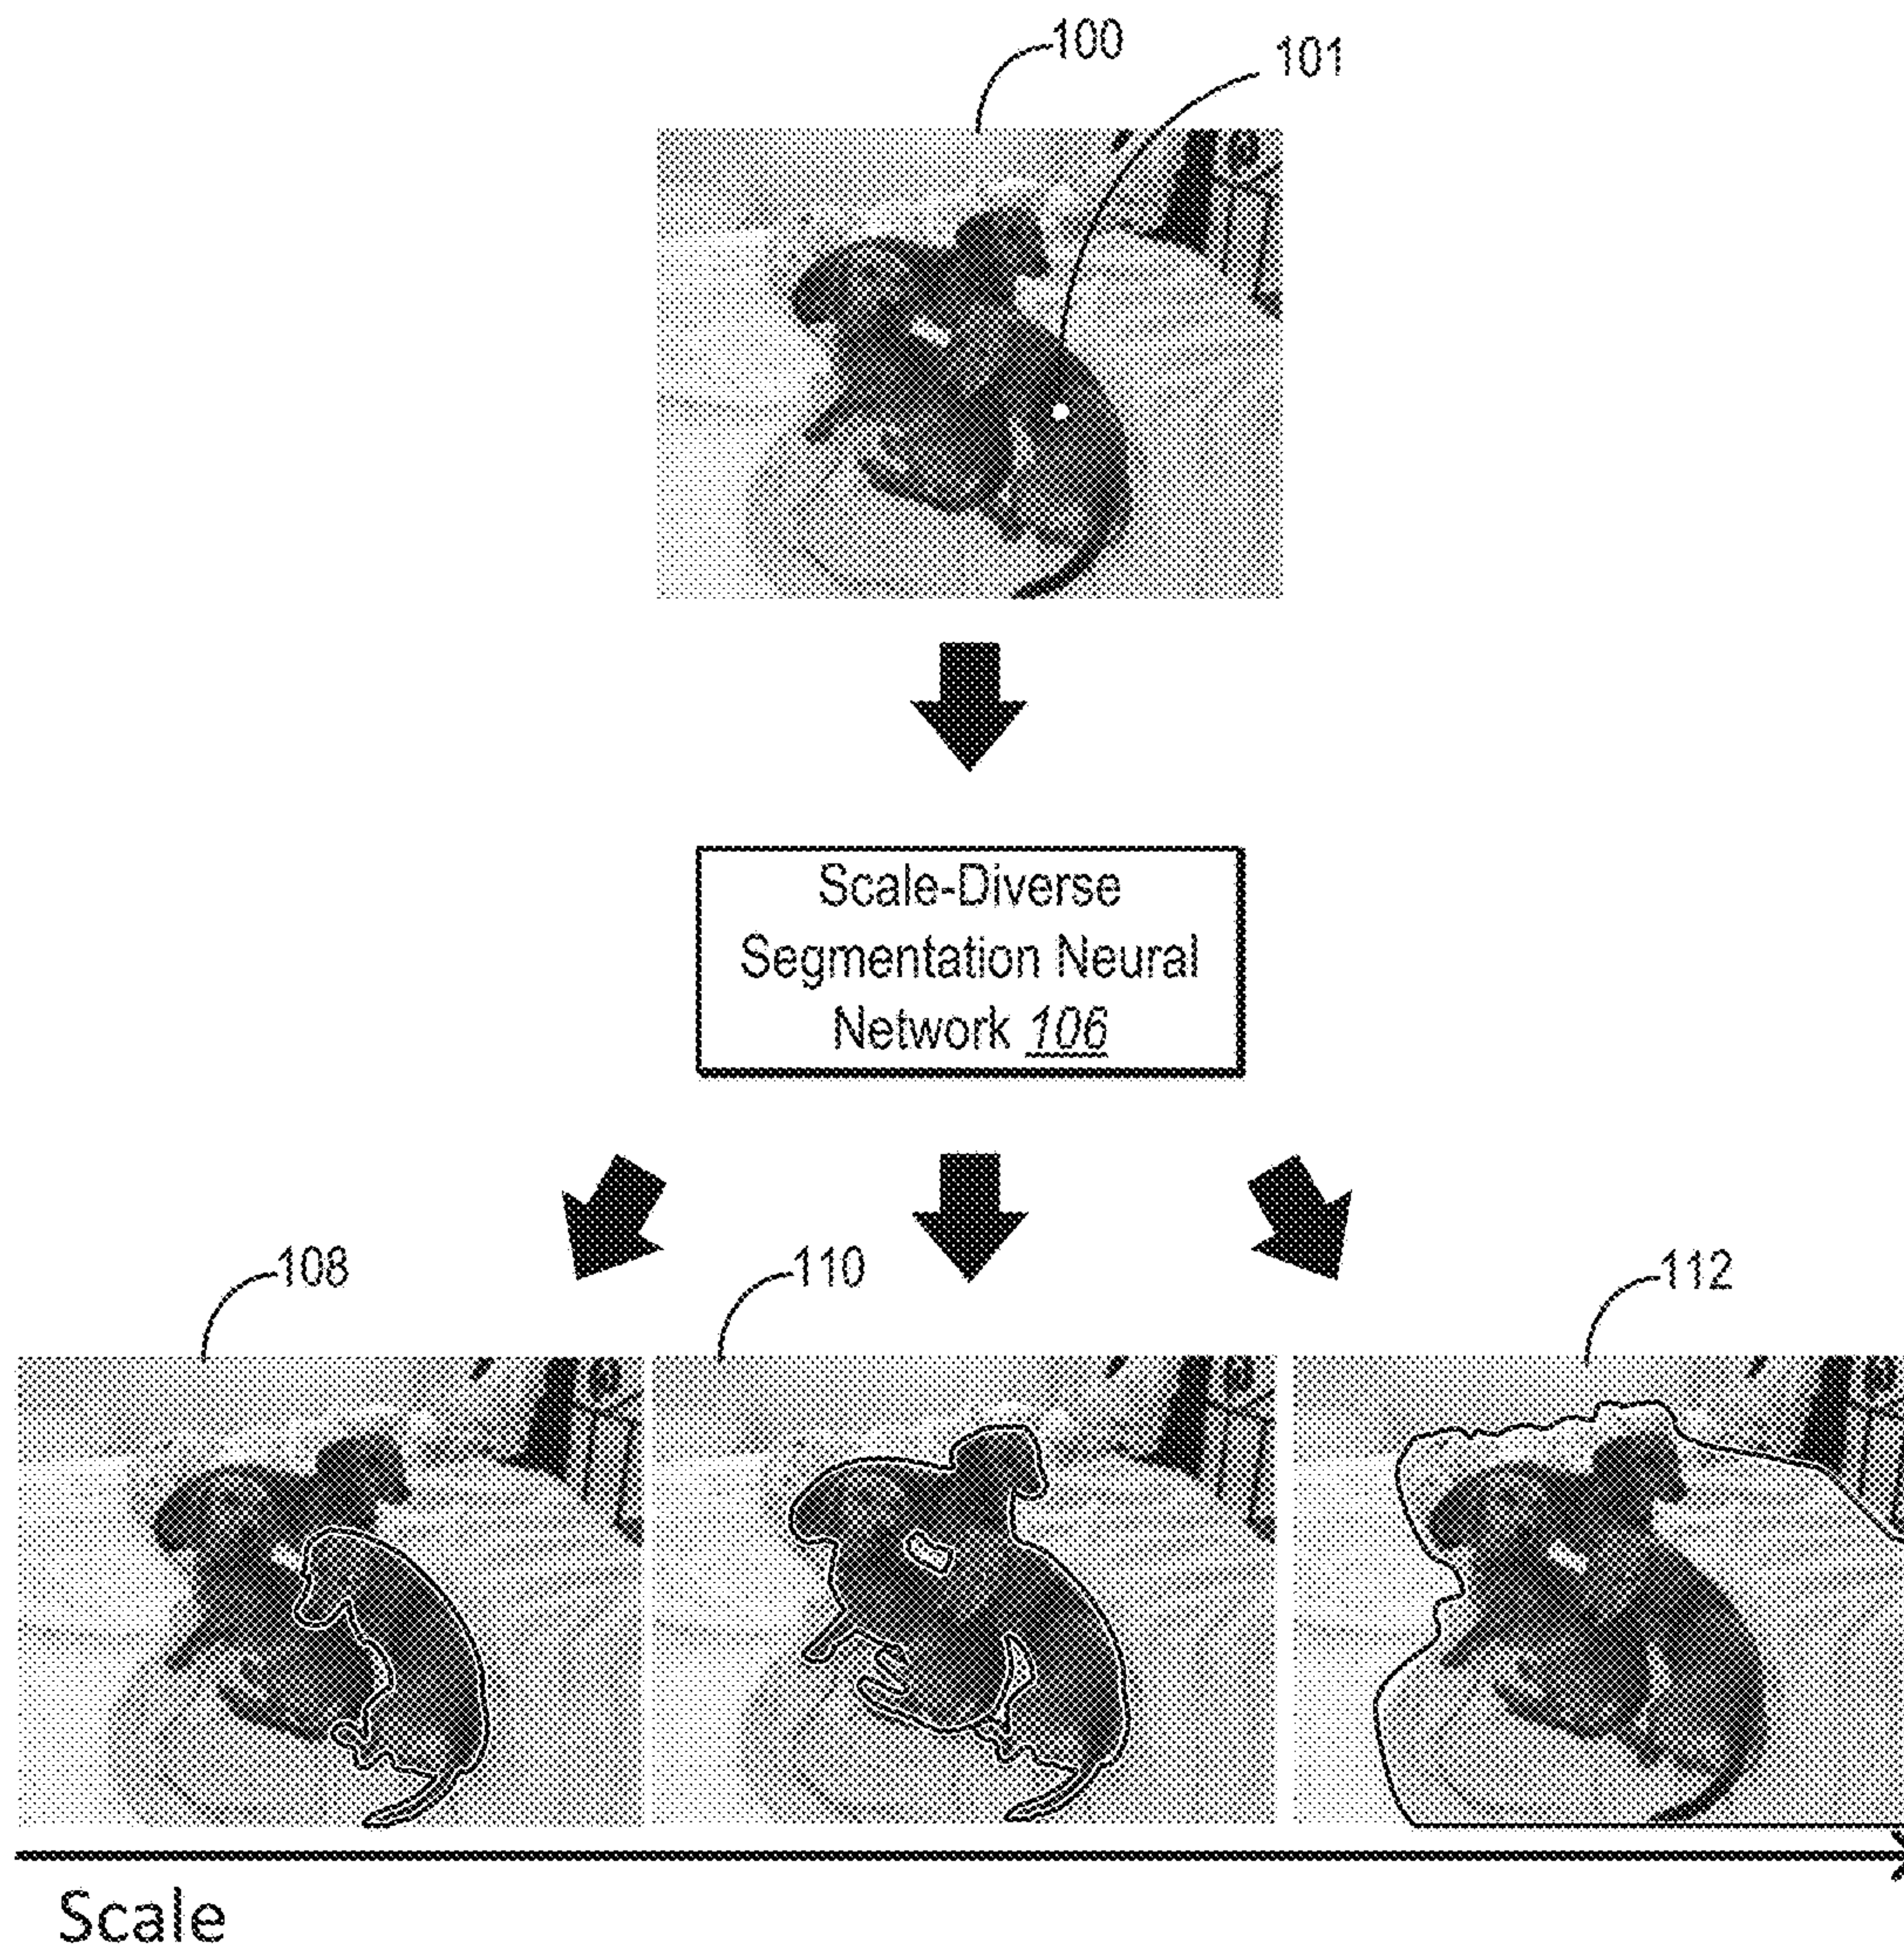 100
101
Scale-Diverse
Segmentation Neural
Network 106
108
110
112
Scale